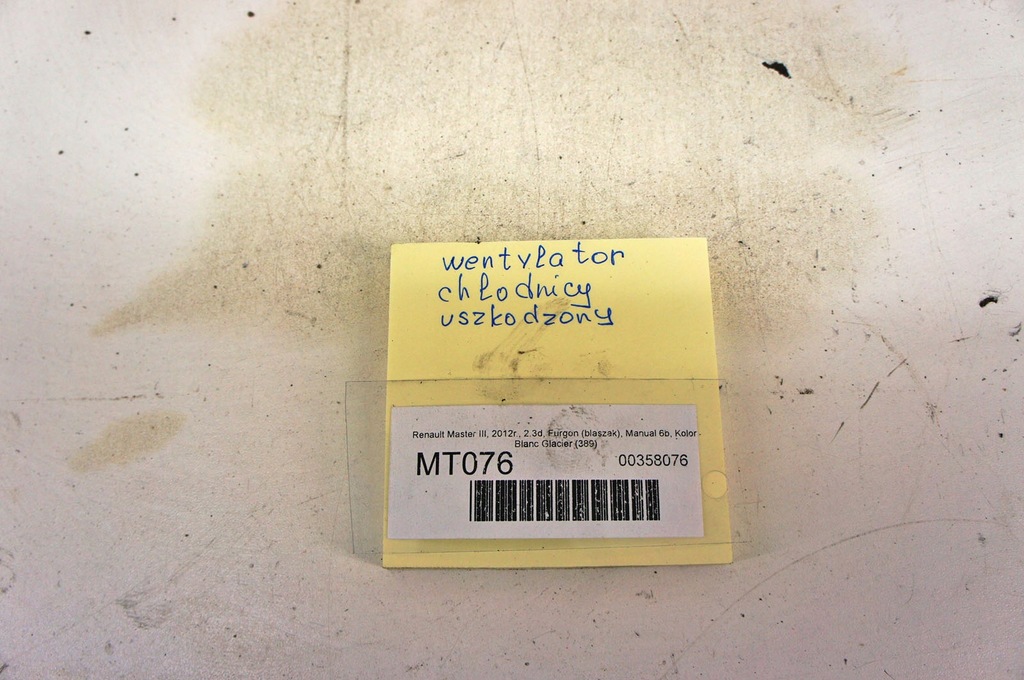 wentylator
chłodnicy
uszkodzony
Renault Master III, 2012r., 2.3d, Furgon (blaszak), Manual 6b, Kolor -
Blanc Glacier (389)
MT076 00358076